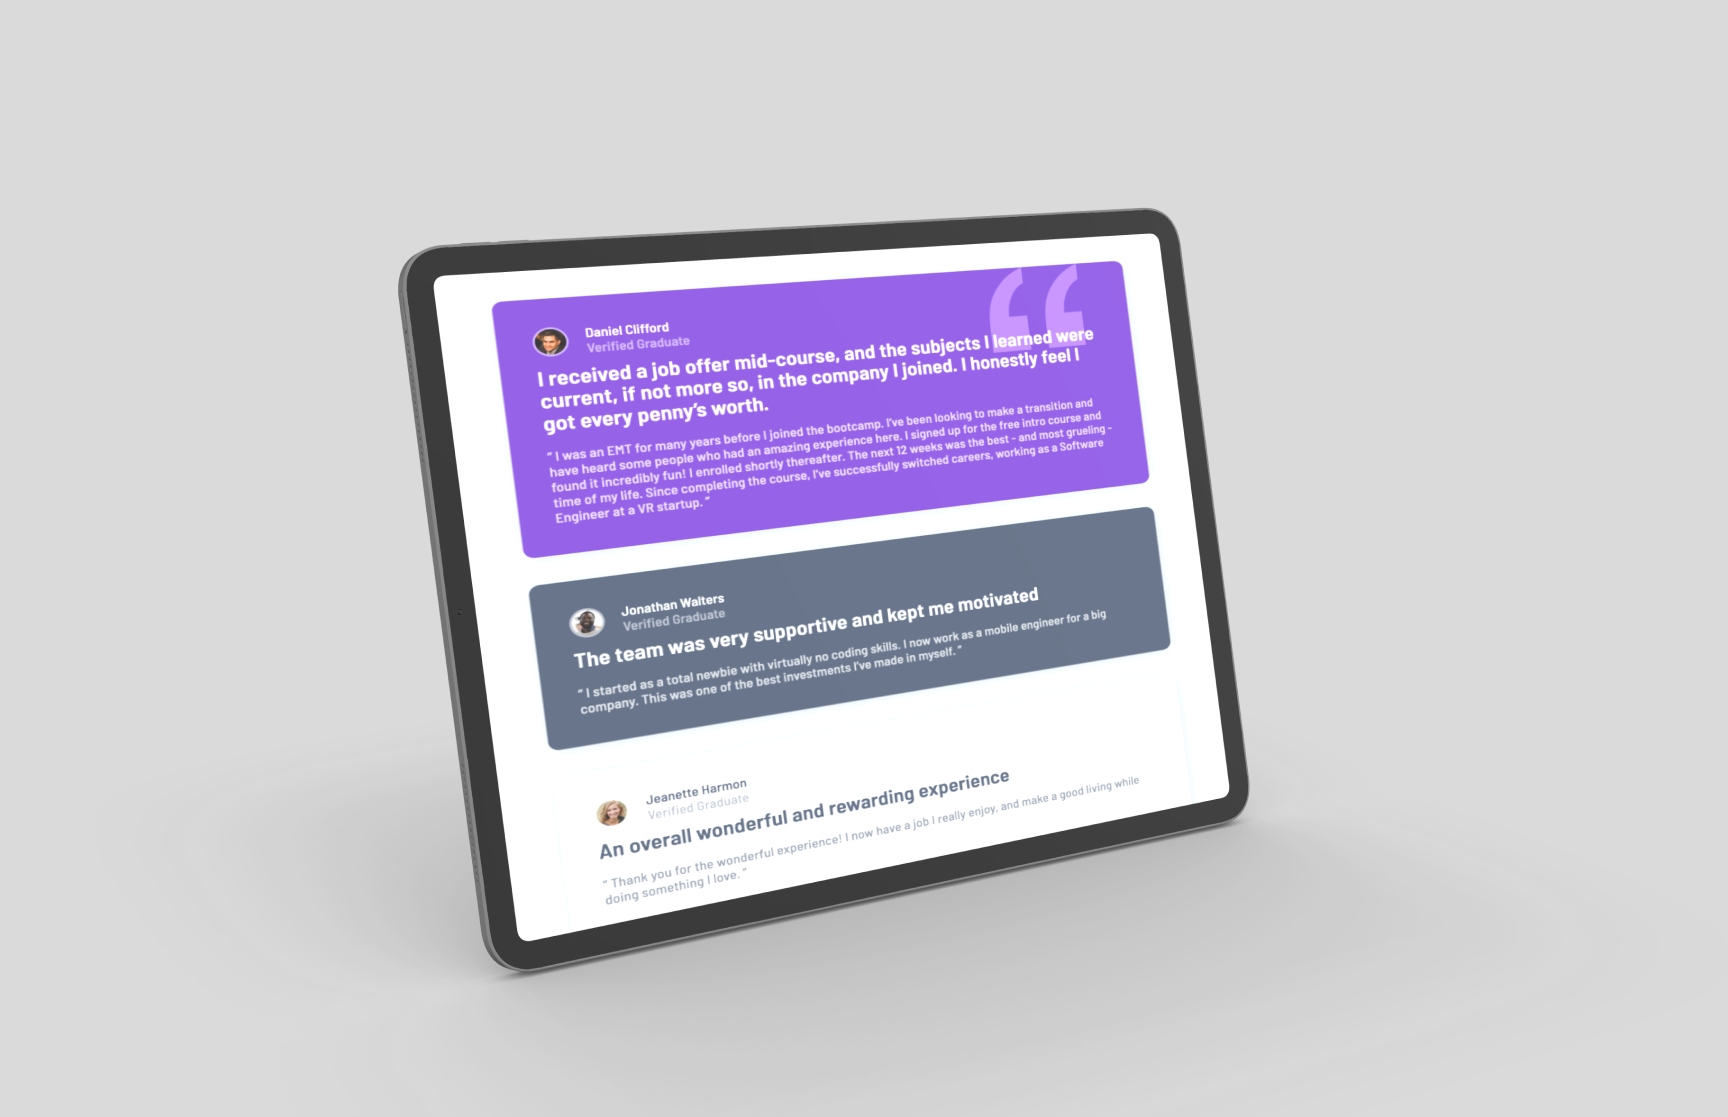 Daniel Clifford
Verified Graduate
I received a job offer mid-course, and the subjects I learned were
current, if not more so, in the company I joined. I honestly feel I
got every penny’s worth.
“ I was an EMT for many years before I joined the bootcamp. I’ve been looking to make a transition and
have heard some people who had an amazing experience here. I signed up for the free intro course and
found it incredibly fun! I enrolled shortly thereafter. The next 12 weeks was the best - and most grueling -
time of my life. Since completing the course, I’ve successfully switched careers, working as a Software
Engineer at a VR startup. ”
Jonathan Walters
Verified Graduate
The team was very supportive and kept me motivated
“ I started as a total newbie with virtually no coding skills. I now work as a mobile engineer for a big
company. This was one of the best investments I’ve made in myself. ”
Jeanette Harmon
Verified Graduate
An overall wonderful and rewarding experience
“ Thank you for the wonderful experience! I now have a job I really enjoy, and make a good living while
doing something I love. ”